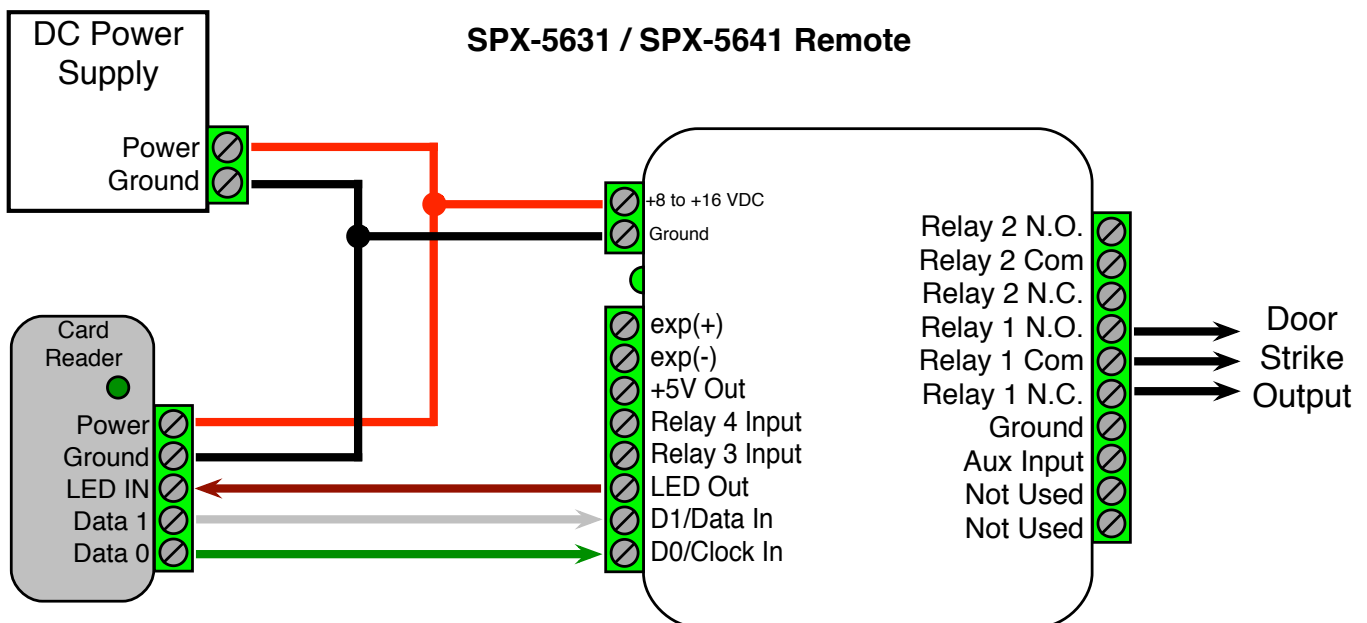 SPX-5631 / SPX-5641 Remote
DC Power
Supply
Power
Ground
+8 to +16 VDC
Ground
Card
Reader
Power
Ground
LED IN
Data 1
Data 0
exp(+)
exp(-)
+5V Out
Relay 4 Input
Relay 3 Input
LED Out
D1/Data In
D0/Clock In
Relay 2 N.O.
Relay 2 Com
Relay 2 N.C.
Relay 1 N.O.
Relay 1 Com
Relay 1 N.C.
Ground
Aux Input
Not Used
Not Used
Door
Strike
Output